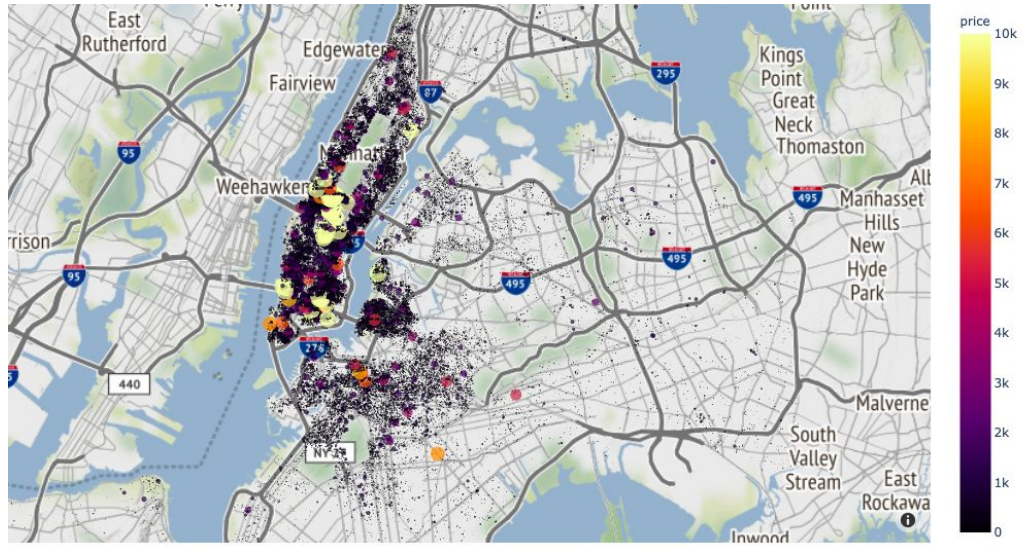 East
Rutherford
Edgewater
Fairview
Kings
Point
Great
Neck
Thomaston
Point
295
87
95
Weehawken
495
Manhasset
Hills
New
Hyde
Park
495
495
95
276
440
NY 27
Malverne
South
Valley
Stream
East
Rockawa
Inwood
price
10k
9k
8k
7k
6k
5k
4k
3k
2k
1k
0